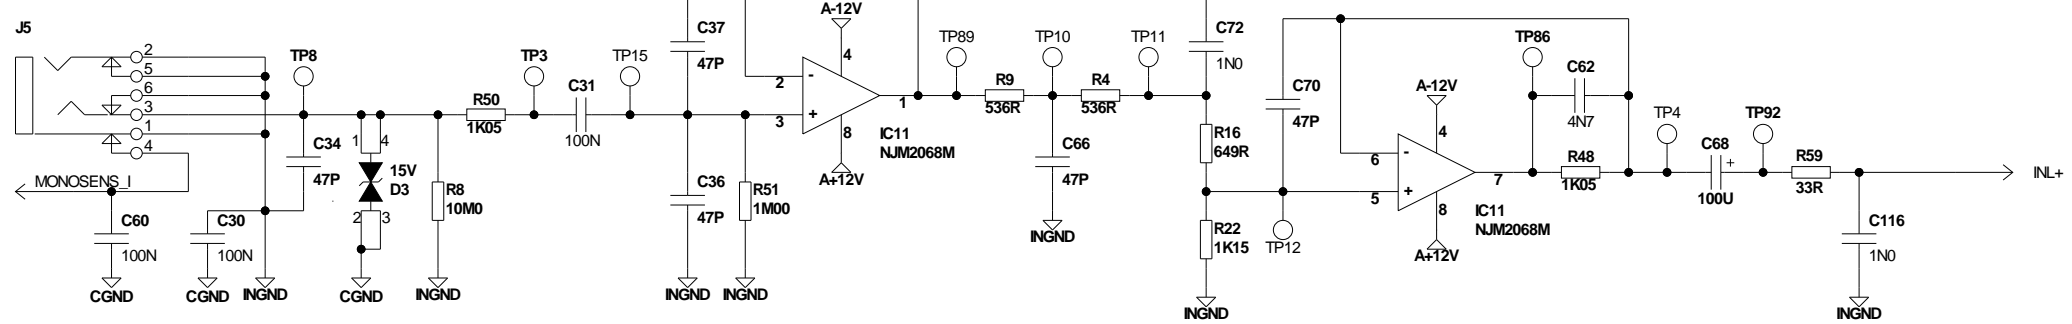 J5
2
5
6
3
1
4
MONOSENS_I
C60
100N
CGND
C30
100N
CGND
INGND
TP8
C34
47P
1
4
15V
D3
2
3
CGND
R8
10M0
INGND
R50
1K05
TP3
C31
100N
TP15
C37
47P
C36
47P
INGND
R51
1M00
INGND
A-12V
4
2
-
3
+
1
8
A+12V
IC11
NJM2068M
TP89
R9
536R
TP10
C66
47P
INGND
R4
536R
TP11
C72
1N0
R16
649R
R22
1K15
INGND
C70
47P
TP12
A-12V
4
6
-
5
+
7
8
A+12V
IC11
NJM2068M
TP86
C62
4N7
R48
1K05
TP4
C68
+
100U
TP92
R59
33R
C116
1N0
INGND
INL+